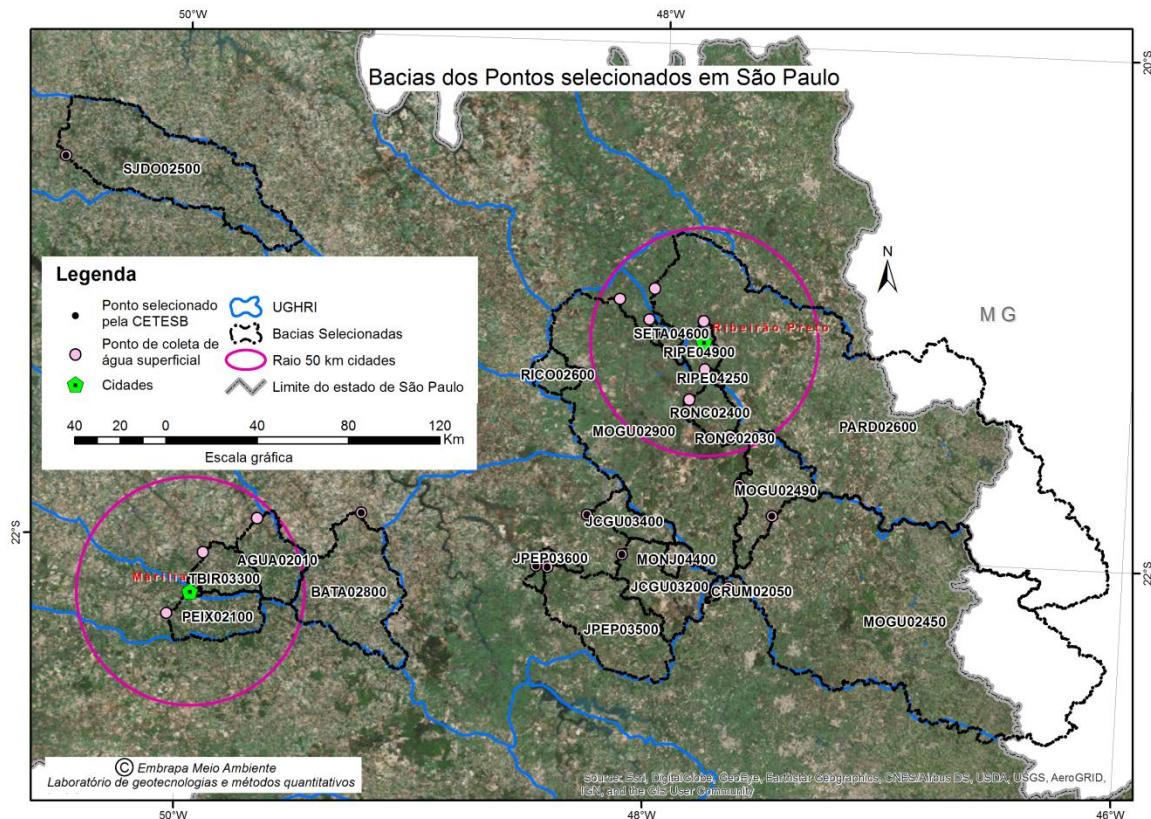 50°W
48°W
20°S
Bacias dos Pontos selecionados em São Paulo
SJDO02500
N
MG
Legenda
Ponto selecionado
pela CETESB
Ponto de coleta de
água superficial
Cidades
UGHRI
Bacias Selecionadas
Raio 50 km cidades
Limite do estado de São Paulo
40 0 40 80 120
Km
Escala gráfica
SETA04600
Ribeirão Preto
RIPE04900
RICO02600
RIPE04250
RONC02400
MOGU02900
RONC02030
PARD02600
MOGU02490
22°S
JCGU03400
AGUA02010
JPEP03600
MONJ04400
22°S
Marília
TBIR03300
BATA02800
JCGU03200
CRUM02050
PEIX02100
JPEP03500
MOGU02450
© Embrapa Meio Ambiente
Laboratório de geotecnologias e métodos quantitativos
Source: Esri, DigitalGlobe, GeoEye, Earthstar Geographics, CNES/Airbus DS, USDA, USGS, AeroGRID,
IGN, and the GIS User Community
50°W
48°W
46°W